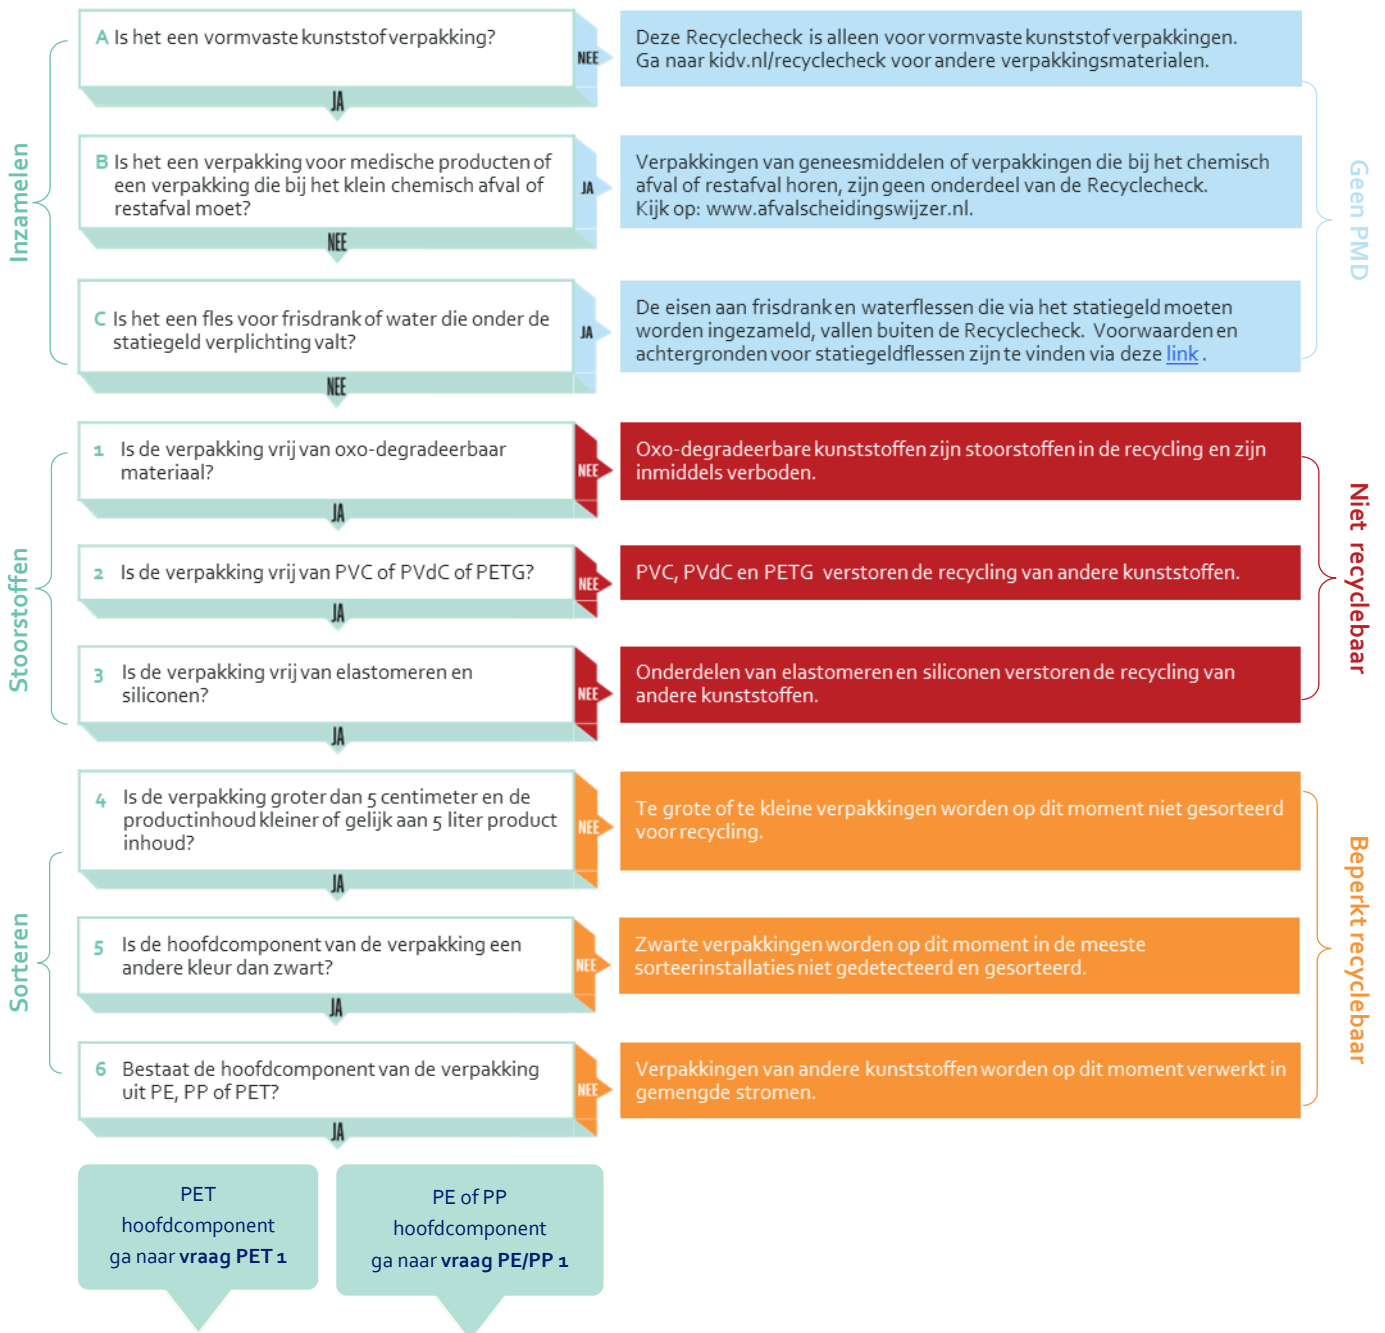 Inzamelen
A Is het een vormvaste kunststof verpakking?
NEE
Deze Recyclecheck is alleen voor vormvaste kunststof verpakkingen.
Ga naar kidv.nl/recyclecheck voor andere verpakkingsmaterialen.
JA
B Is het een verpakking voor medische producten of
een verpakking die bij het klein chemisch afval of
restafval moet?
JA
Verpakkingen van geneesmiddelen of verpakkingen die bij het chemisch
afval of restafval horen, zijn geen onderdeel van de Recyclecheck.
Kijk op: www.afvalscheidingswijzer.nl.
NEE
C Is het een fles voor frisdrank of water die onder de
statiegeld verplichting valt?
JA
De eisen aan frisdrank en waterflessen die via het statiegeld moeten
worden ingezameld, vallen buiten de Recyclecheck. Voorwaarden en
achtergronden voor statiegeldflessen zijn te vinden via deze link .
NEE
Geen PMD
Stoorstoffen
1 Is de verpakking vrij van oxo-degradeerbaar
materiaal?
NEE
Oxo-degradeerbare kunststoffen zijn stoorstoffen in de recycling en zijn
inmiddels verboden.
JA
2 Is de verpakking vrij van PVC of PVdC of PETG?
NEE
PVC, PVdC en PETG verstoren de recycling van andere kunststoffen.
JA
3 Is de verpakking vrij van elastomeren en
siliconen?
NEE
Onderdelen van elastomeren en siliconen verstoren de recycling van
andere kunststoffen.
JA
Niet recyclebaar
Sorteren
4 Is de verpakking groter dan 5 centimeter en de
productinhoud kleiner of gelijk aan 5 liter product
inhoud?
NEE
Te grote of te kleine verpakkingen worden op dit moment niet gesorteerd
voor recycling.
JA
5 Is de hoofdcomponent van de verpakking een
andere kleur dan zwart?
NEE
Zwarte verpakkingen worden op dit moment in de meeste
sorteerinstallaties niet gedetecteerd en gesorteerd.
JA
6 Bestaat de hoofdcomponent van de verpakking
uit PE, PP of PET?
NEE
Verpakkingen van andere kunststoffen worden op dit moment verwerkt in
gemengde stromen.
JA
Beperkt recyclebaar
PET
hoofdcomponent
ga naar vraag PET 1
PE of PP
hoofdcomponent
ga naar vraag PE/PP 1